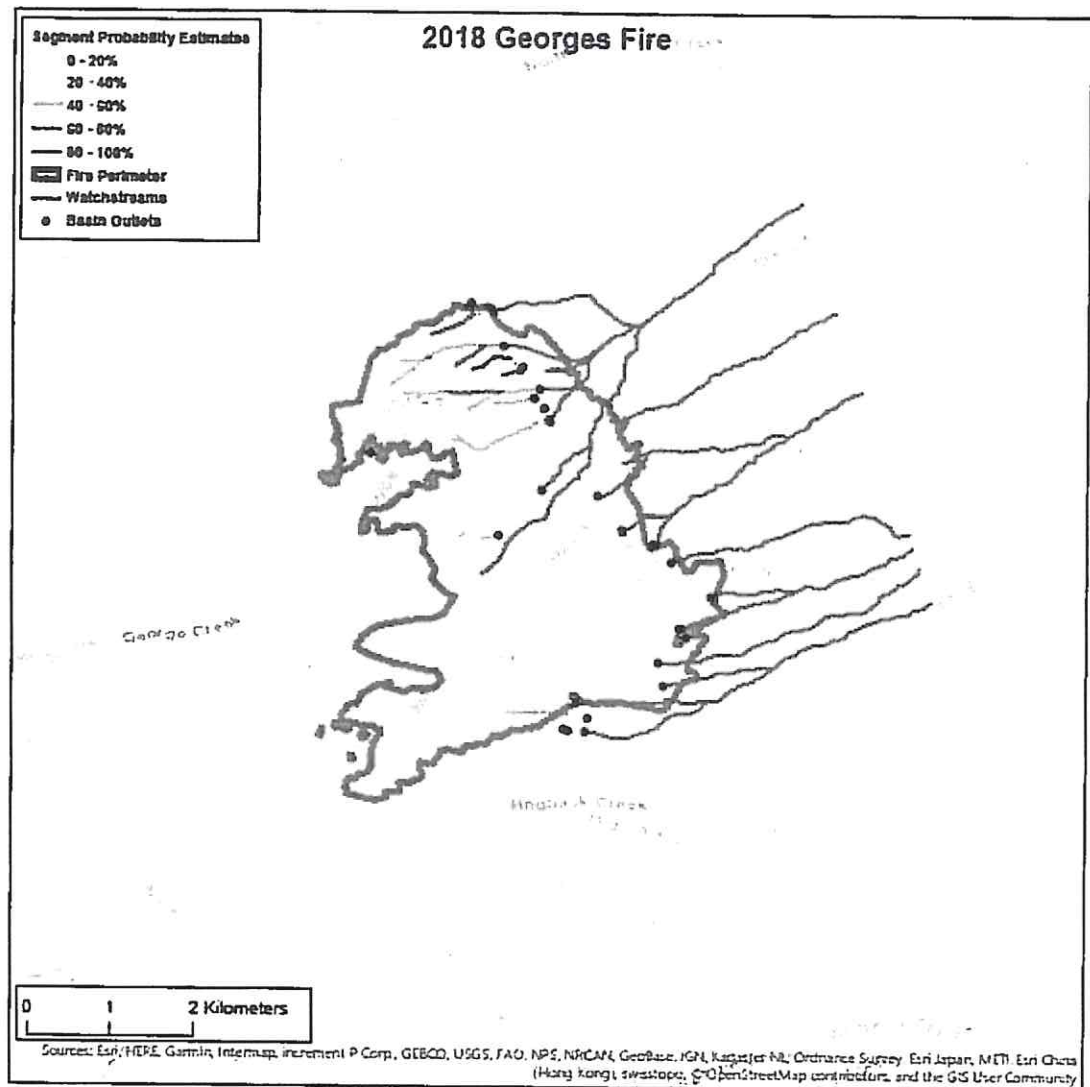 2018 Georges Fire
Segment Probability Estimates
0 - 20%
20 - 40%
40 - 60%
60 - 80%
80 - 100%
Fire Perimeter
Watchstreams
Basin Outlets
George Creek
Hogback Creek
0 1 2 Kilometers
Sources: Esri, HERE, Garmin, Intermap, increment P Corp., GEBCO, USGS, FAO, NPS, NRCAN, GeoBase, IGN, Kadaster NL, Ordnance Survey, Esri Japan, METI, Esri China
(Hong Kong), swisstopo, © OpenStreetMap contributors, and the GIS User Community